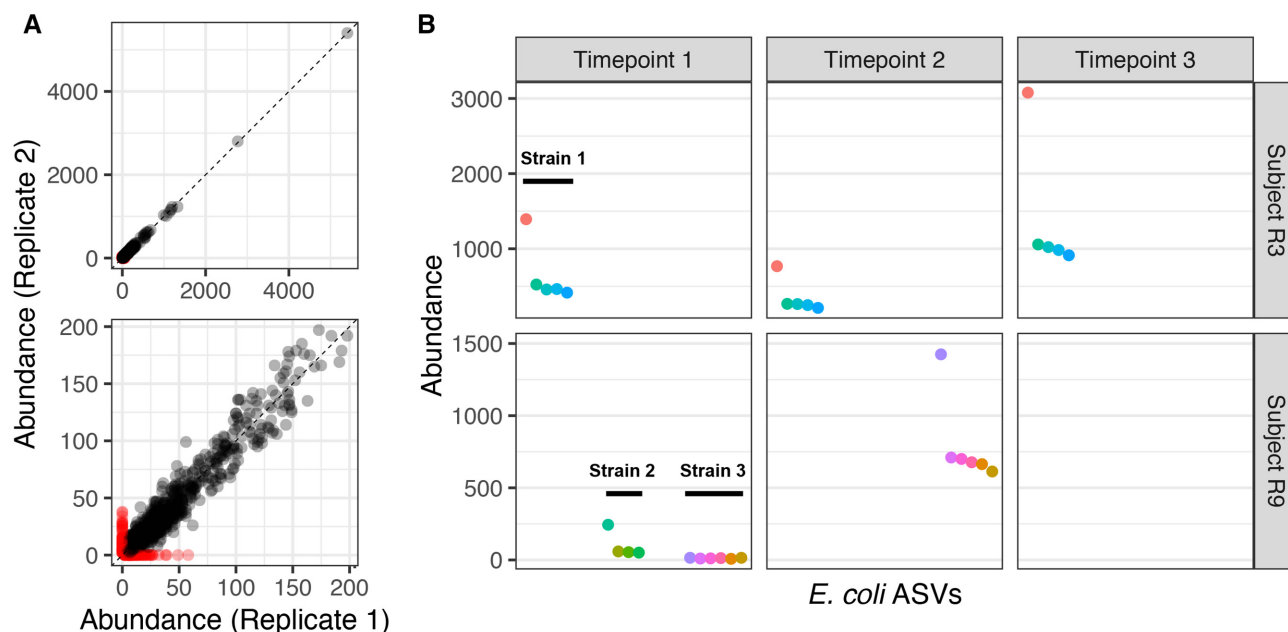 A
Abundance (Replicate 2)
4000
2000
0
0 2000 4000
200
150
100
50
0
0 50 100 150 200
Abundance (Replicate 1)
B
Timepoint 1 Timepoint 2 Timepoint 3
Abundance
3000
2000
1000
Strain 1
Subject R3
1500
1000
500
0
Strain 2 Strain 3
Subject R9
E. coli ASVs